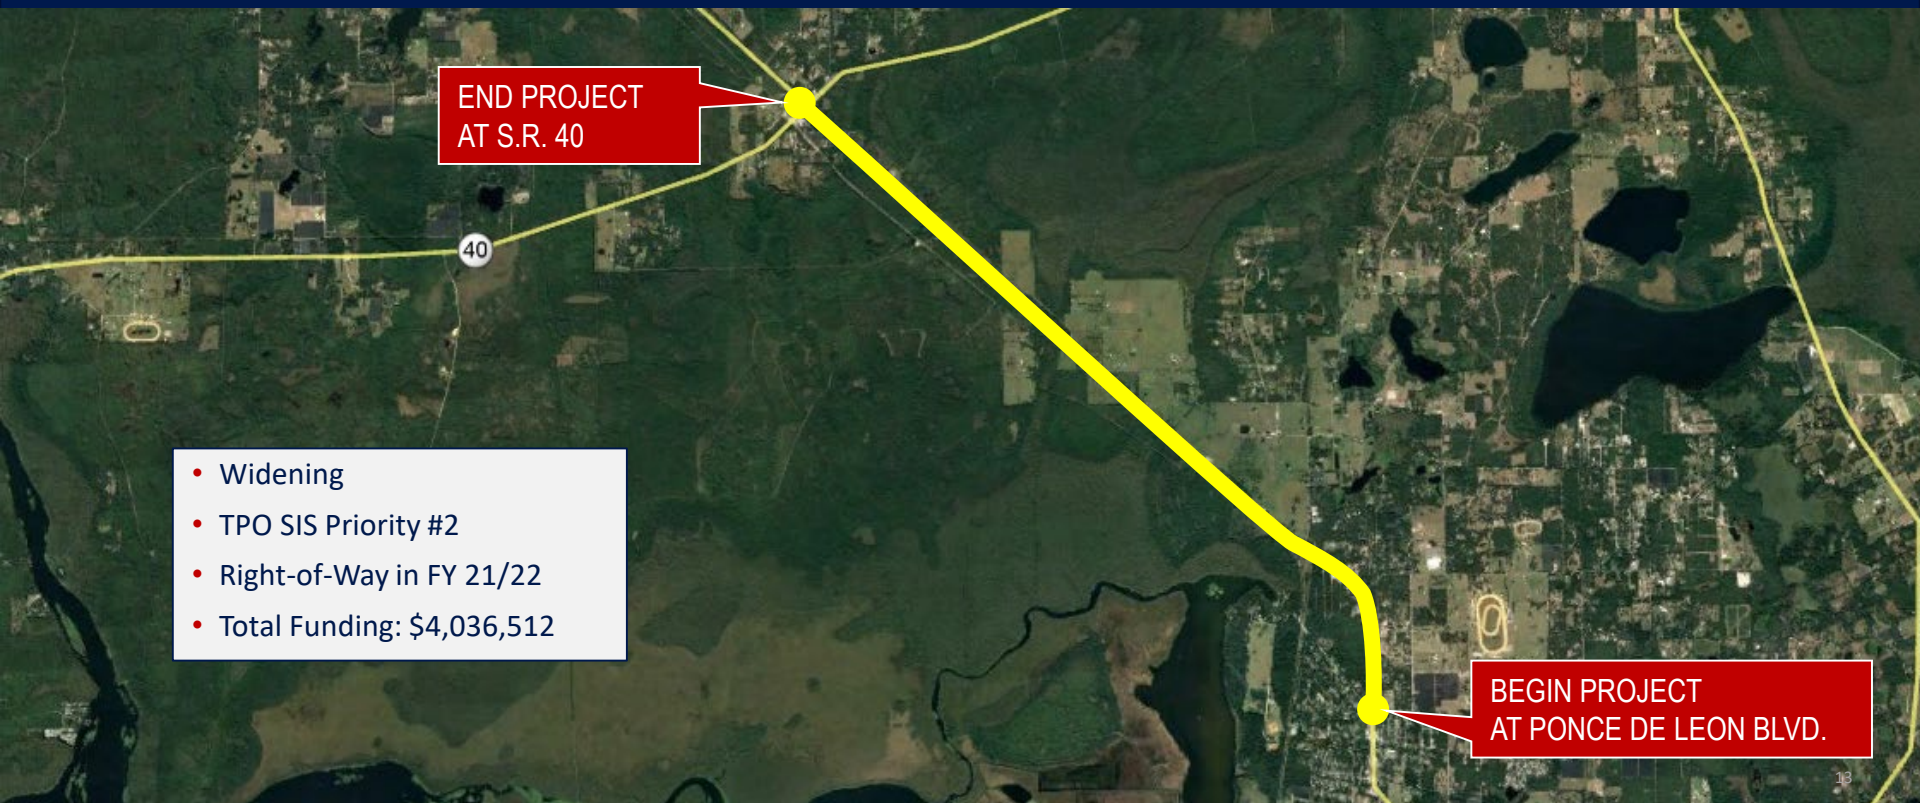 END PROJECT
AT S.R. 40
40
• Widening
• TPO SIS Priority #2
• Right-of-Way in FY 21/22
• Total Funding: $4,036,512
BEGIN PROJECT
AT PONCE DE LEON BLVD.
13